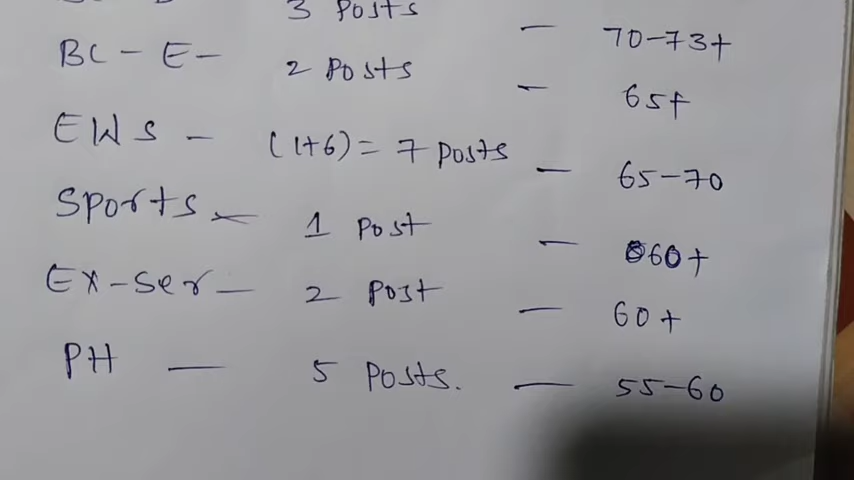 3 Posts — 70-73+
BC - E - 2 Posts — 65+
EWS - (1+6) = 7 Posts — 65-70
Sports - 1 Post — 60+
Ex-Ser - 2 Post — 60+
PH — 5 Posts. — 55-60